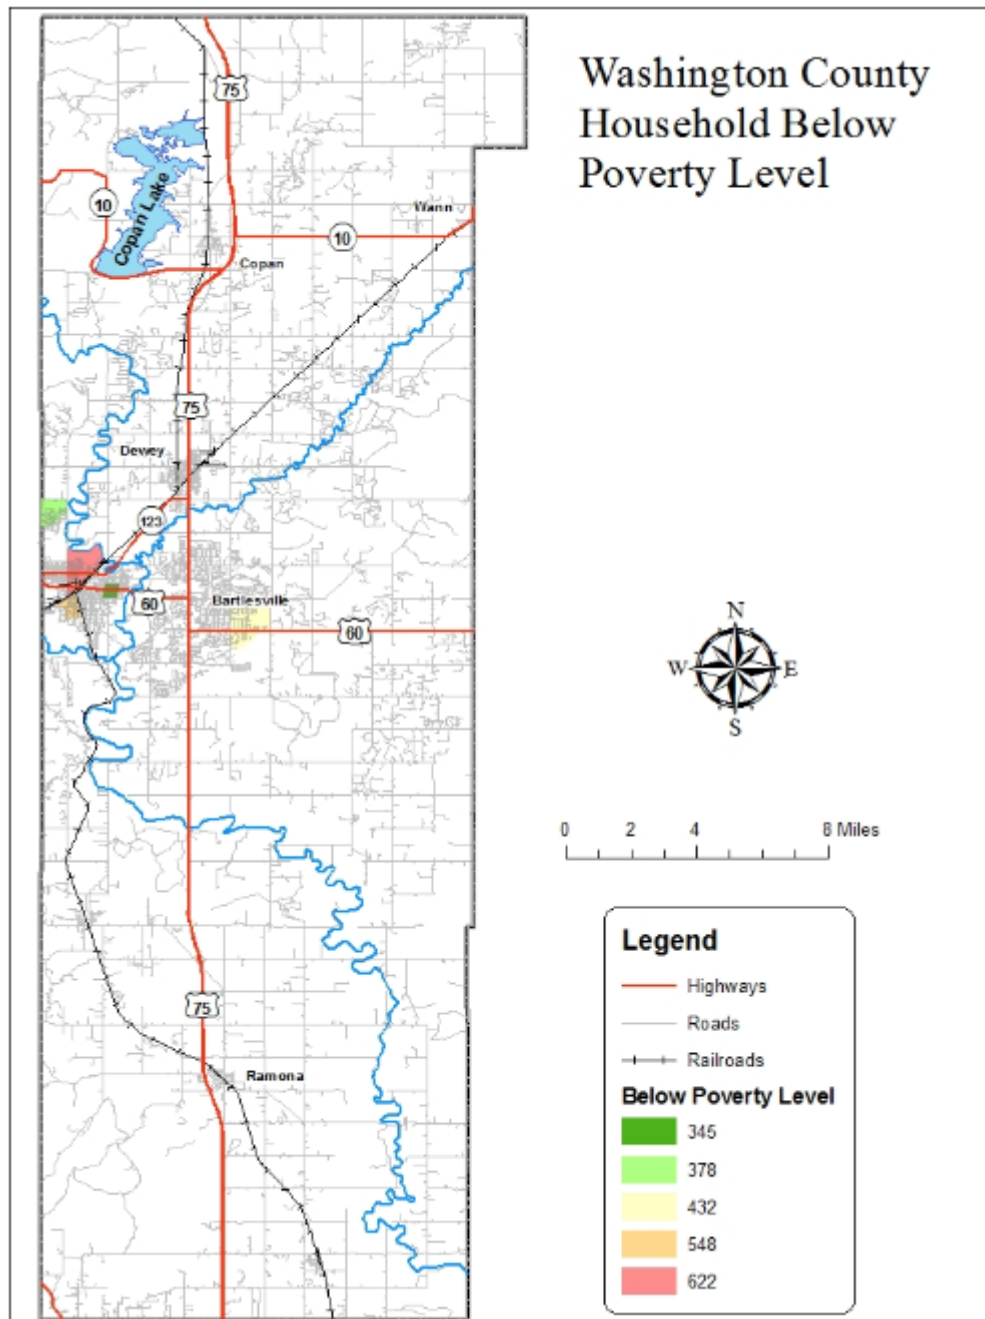 Washington County
Household Below
Poverty Level
75
10
Copan Lake
Wann
10
Copan
75
Dewey
123
60
Bartlesville
60
N
W
E
S
0 2 4 8 Miles
75
Ramona
Legend
Highways
Roads
Railroads
Below Poverty Level
345
378
432
548
622